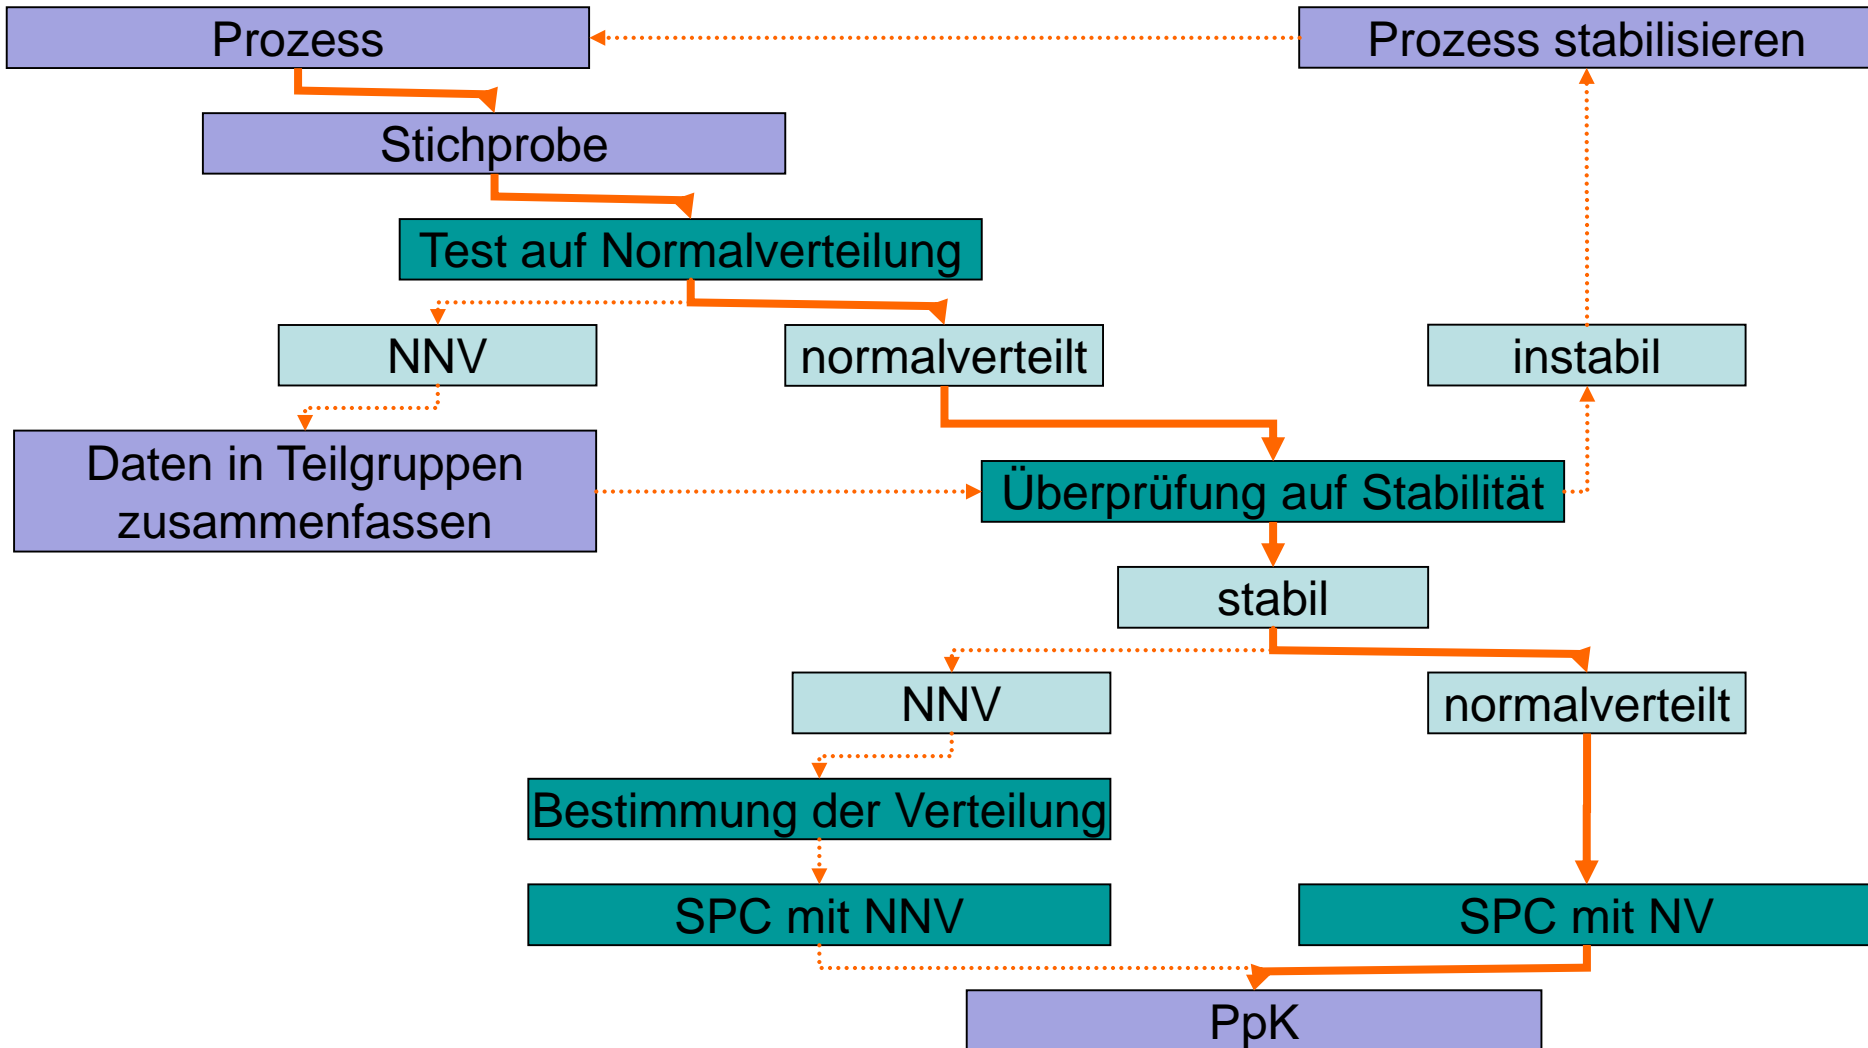 Prozess
Prozess stabilisieren
Stichprobe
Test auf Normalverteilung
NNV
normalverteilt
instabil
Daten in Teilgruppen
zusammenfassen
Überprüfung auf Stabilität
stabil
NNV
normalverteilt
Bestimmung der Verteilung
SPC mit NNV
SPC mit NV
PpK